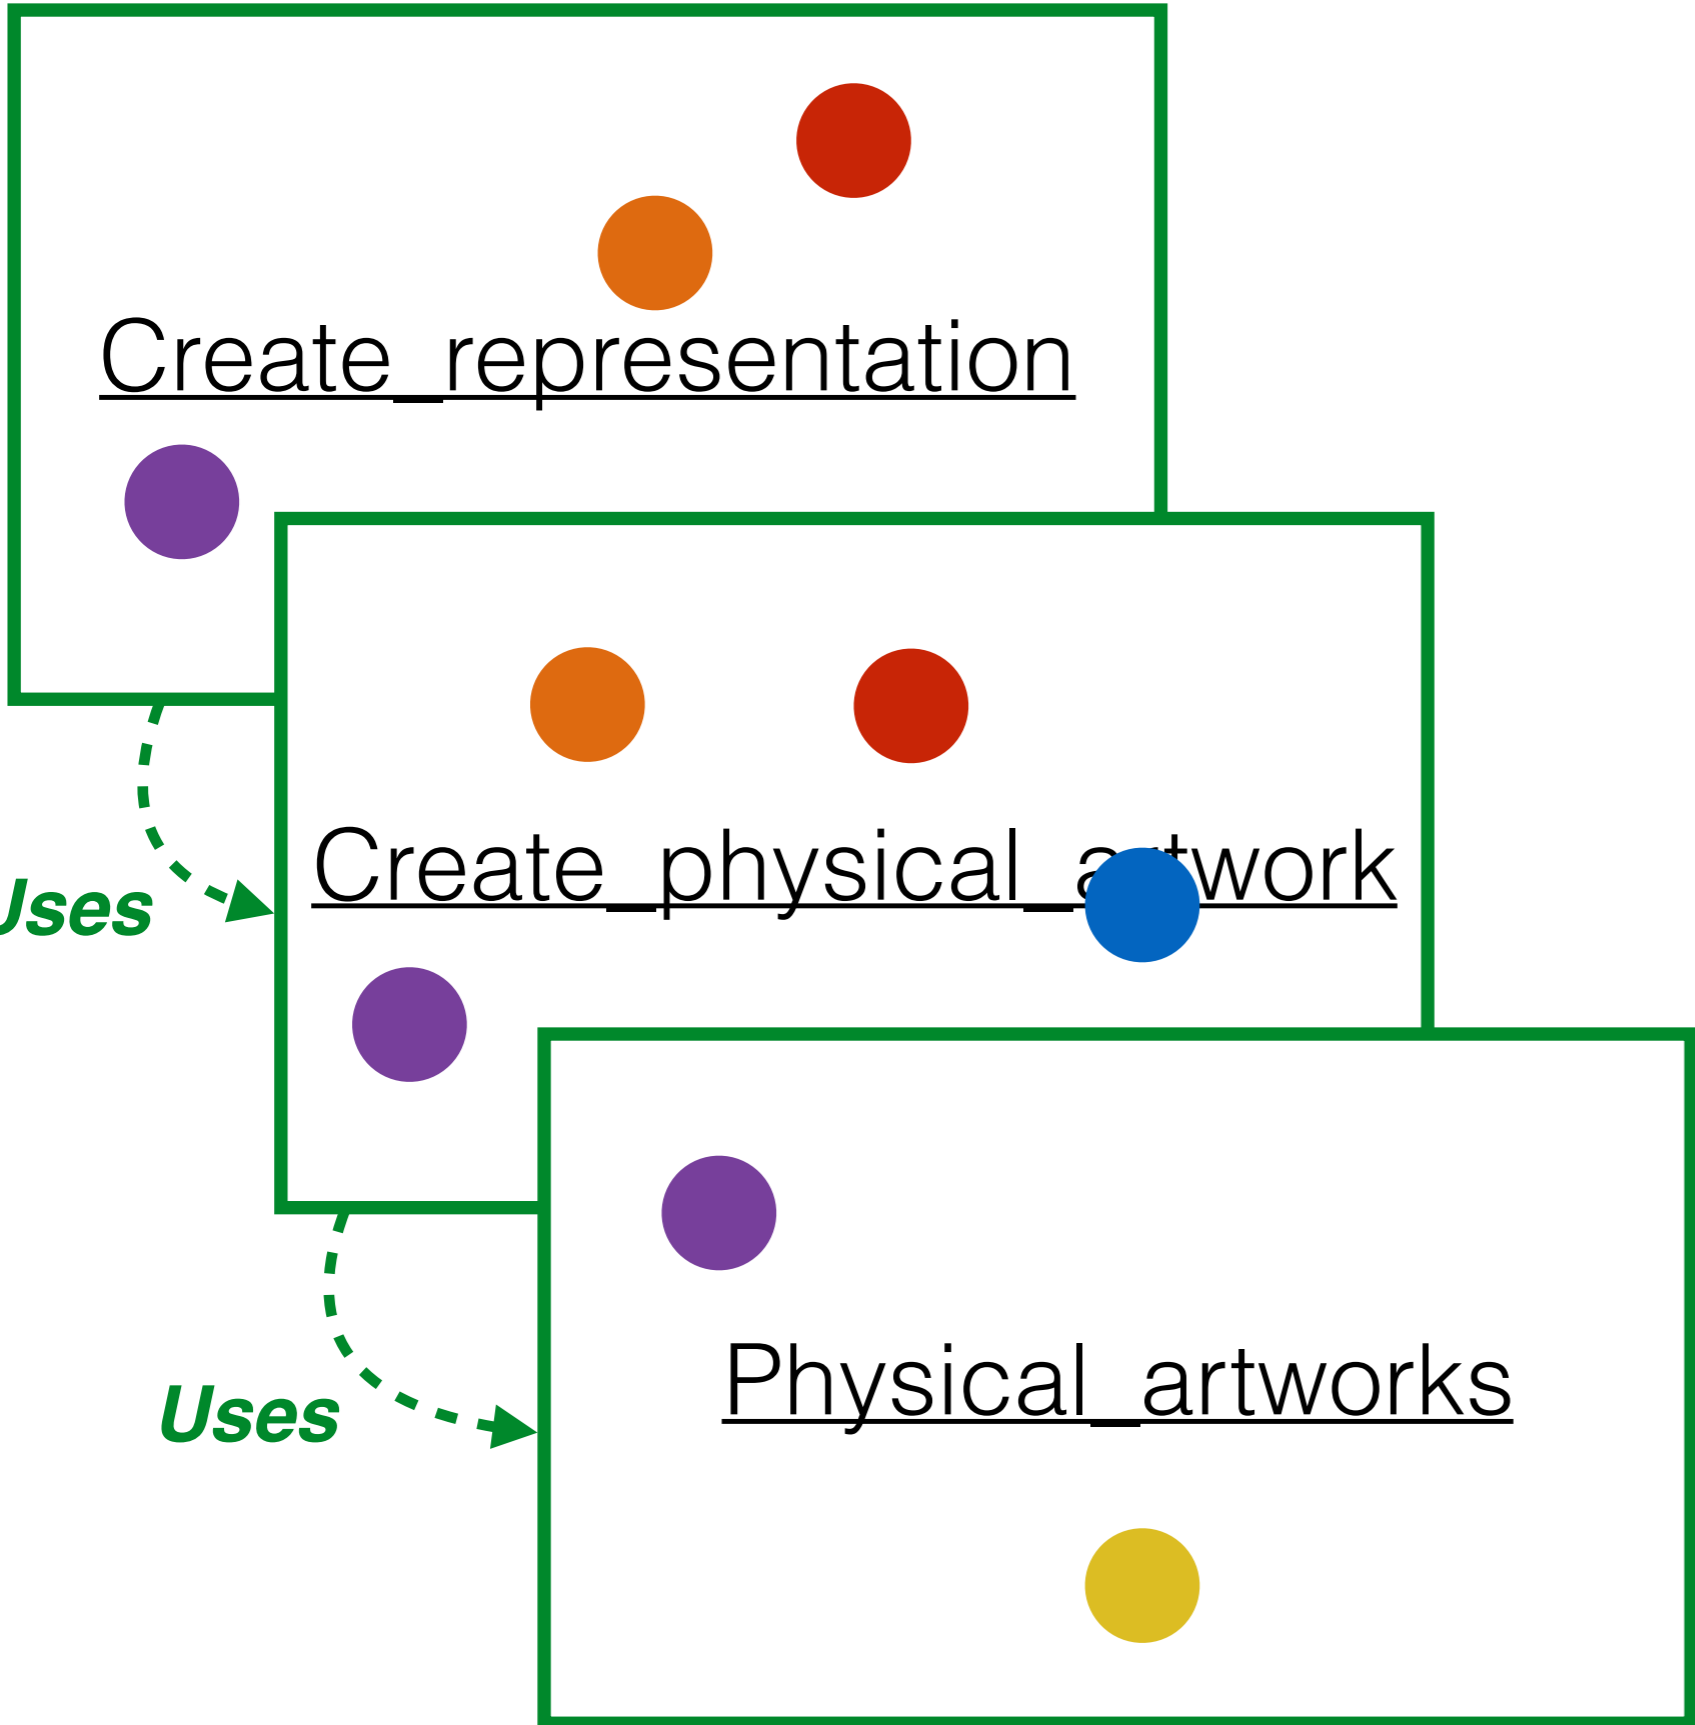 Create_representation
Create_physical_artwork
Uses
Physical_artworks
Uses